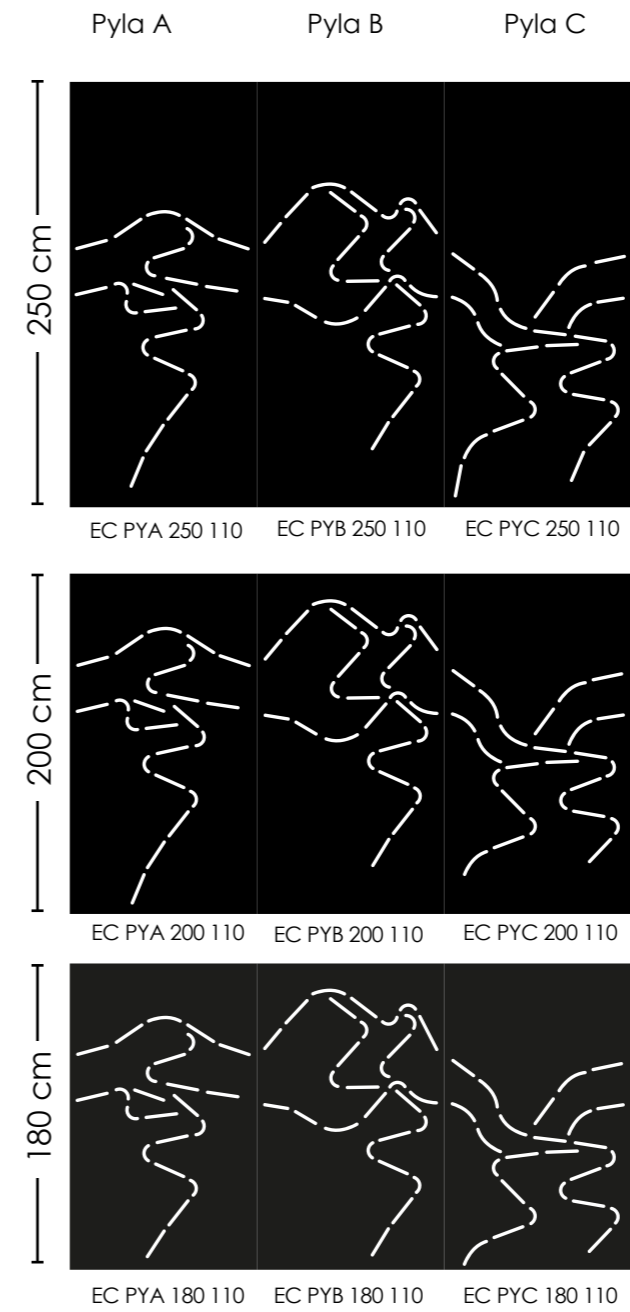 Pyla A Pyla B Pyla C
250 cm
EC PYA 250 110 EC PYB 250 110 EC PYC 250 110
200 cm
EC PYA 200 110 EC PYB 200 110 EC PYC 200 110
180 cm
EC PYA 180 110 EC PYB 180 110 EC PYC 180 110